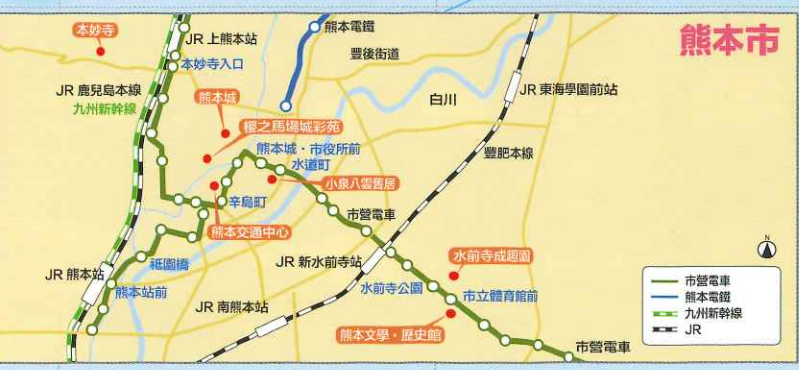 熊本市
本妙寺
JR 上熊本站
熊本電鐵
豐後街道
本妙寺入口
JR 鹿兒島本線
九州新幹線
熊本城
白川
JR 東海學園前站
櫻之馬場城彩苑
熊本城・市役所前
水道町
豐肥本線
小泉八雲舊居
辛島町
市營電車
熊本交通中心
N
祗園橋
JR 新水前寺站
水前寺成趣園
JR 熊本站
熊本站前
水前寺公園
市立體育館前
JR 南熊本站
熊本文學・歷史館
市營電車
市營電車
熊本電鐵
九州新幹線
JR